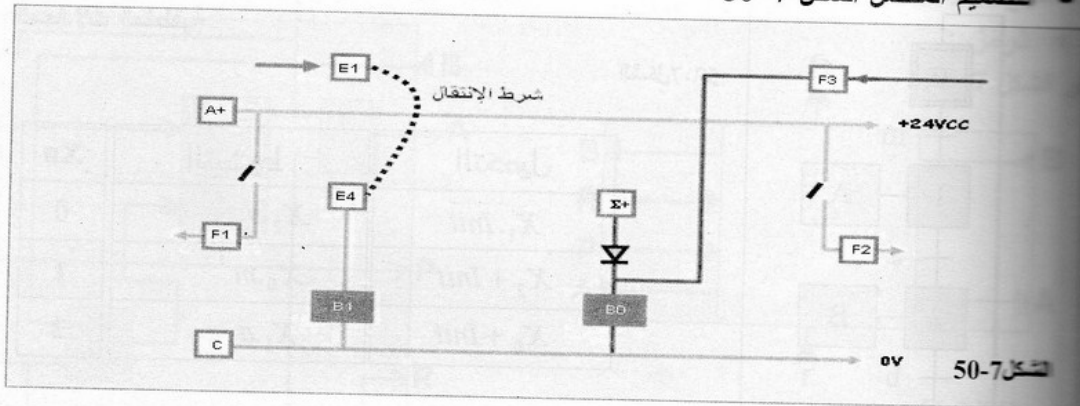 E1
F3
شرط الإنتقال
A+
+24VCC
E4
Σ+
F1
F2
B1
BD
C
0V
الشكل 7-50